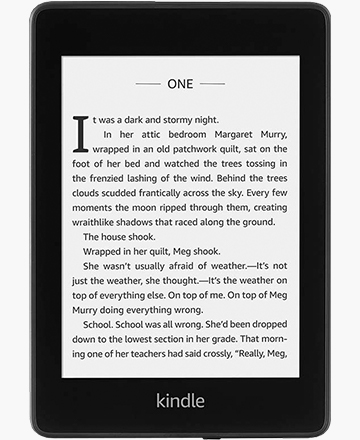 ONE
It was a dark and stormy night.
In her attic bedroom Margaret Murry,
wrapped in an old patchwork quilt, sat on the
foot of her bed and watched the trees tossing in
the frenzied lashing of the wind. Behind the trees
clouds scudded frantically across the sky. Every few
moments the moon ripped through them, creating
wraithlike shadows that raced along the ground.
The house shook.
Wrapped in her quilt, Meg shook.
She wasn't usually afraid of weather.—It's not
just the weather, she thought.—It's the weather on
top of everything else. On top of me. On top of Meg
Murry doing everything wrong.
School. School was all wrong. She'd been dropped
down to the lowest section in her grade. That morn-
ing one of her teachers had said crossly, "Really, Meg,
kindle